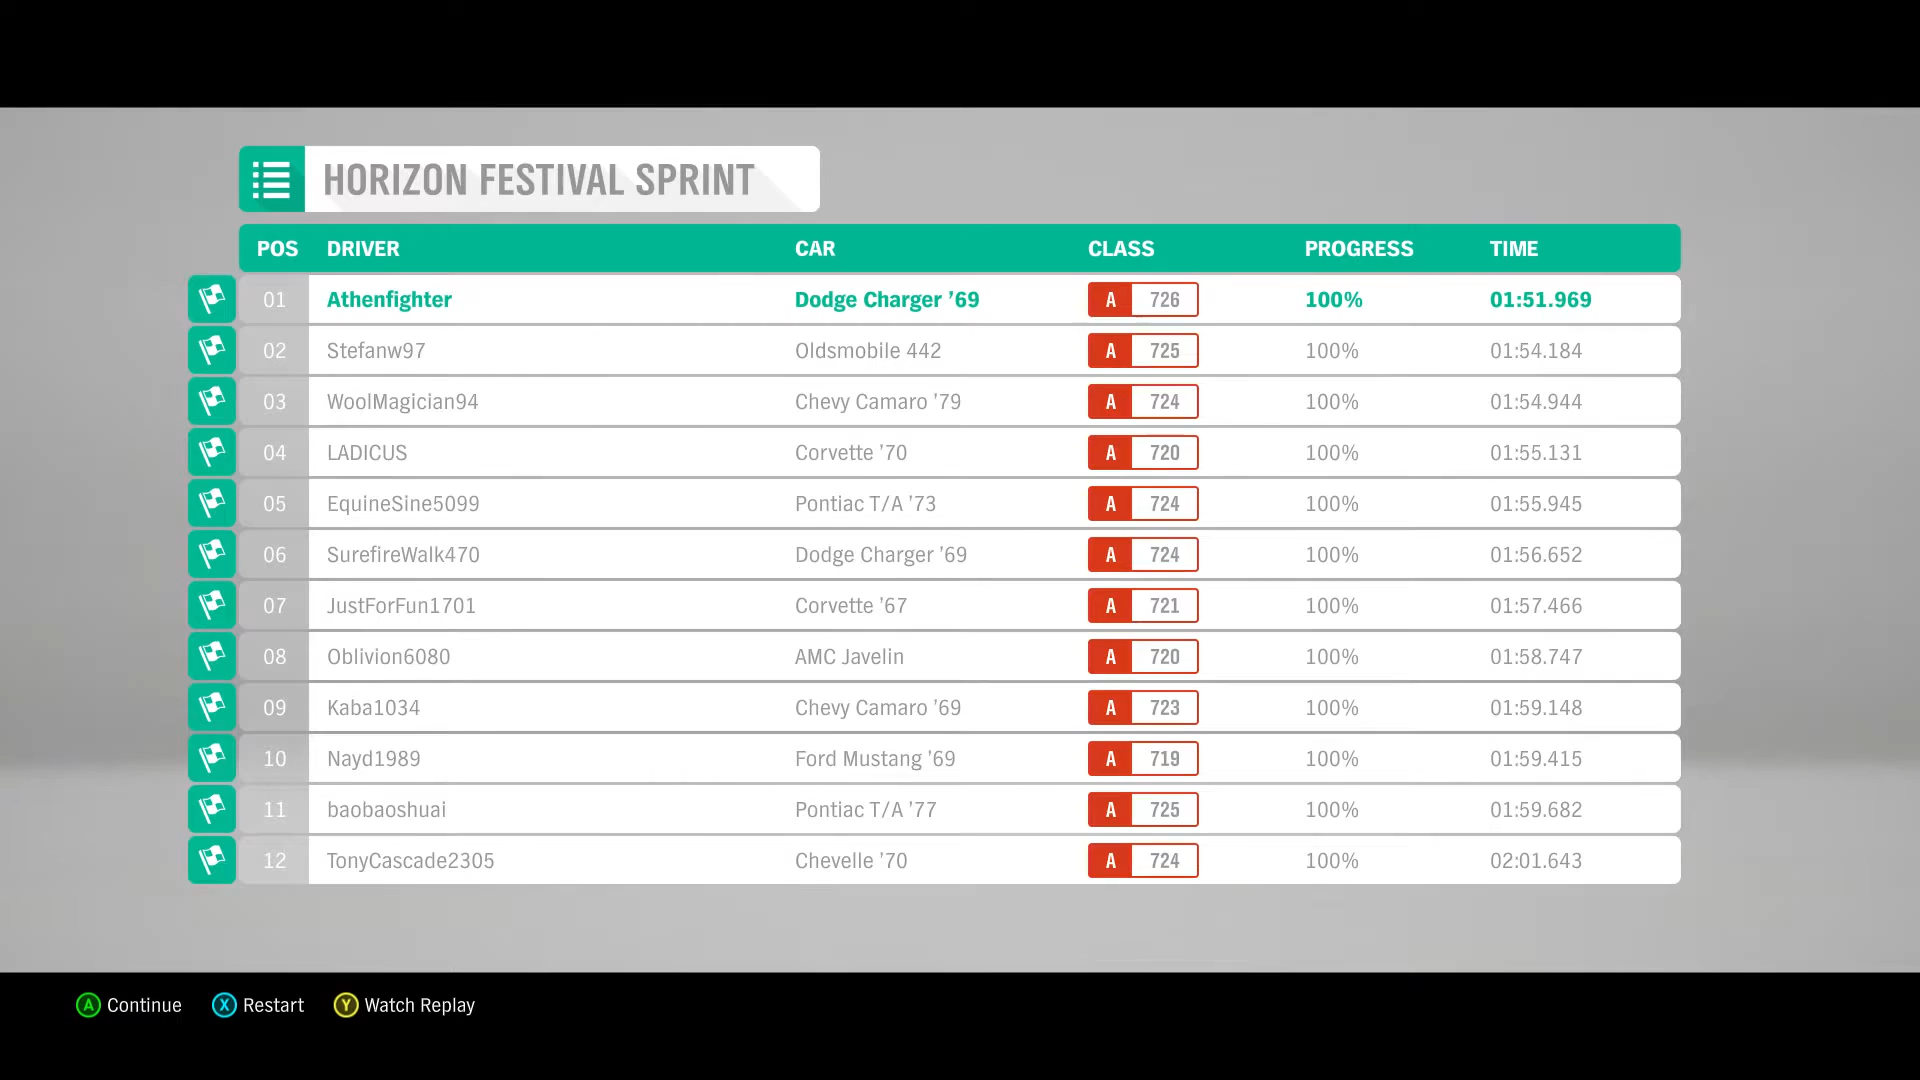 HORIZON FESTIVAL SPRINT
POS DRIVER CAR CLASS PROGRESS TIME
01 Athenfighter Dodge Charger ’69 A 726 100% 01:51.969
02 Stefanw97 Oldsmobile 442 A 725 100% 01:54.184
03 WoolMagician94 Chevy Camaro ’79 A 724 100% 01:54.944
04 LADICUS Corvette ’70 A 720 100% 01:55.131
05 EquineSine5099 Pontiac T/A ’73 A 724 100% 01:55.945
06 SurefireWalk470 Dodge Charger ’69 A 724 100% 01:56.652
07 JustForFun1701 Corvette ’67 A 721 100% 01:57.466
08 Oblivion6080 AMC Javelin A 720 100% 01:58.747
09 Kaba1034 Chevy Camaro ’69 A 723 100% 01:59.148
10 Nayd1989 Ford Mustang ’69 A 719 100% 01:59.415
11 baobaoshuai Pontiac T/A ’77 A 725 100% 01:59.682
12 TonyCascade2305 Chevelle ’70 A 724 100% 02:01.643
A Continue X Restart Y Watch Replay